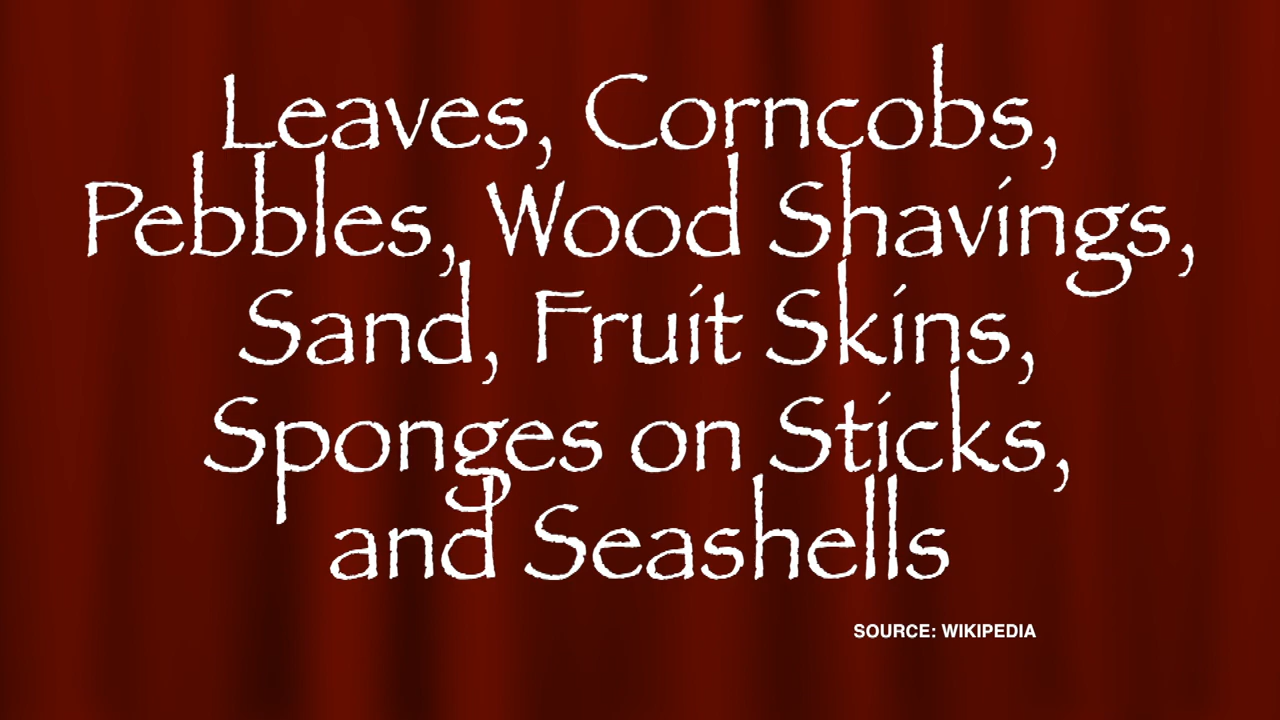 Leaves, Corncobs,
Pebbles, Wood Shavings,
Sand, Fruit Skins,
Sponges on Sticks,
and Seashells
SOURCE: WIKIPEDIA